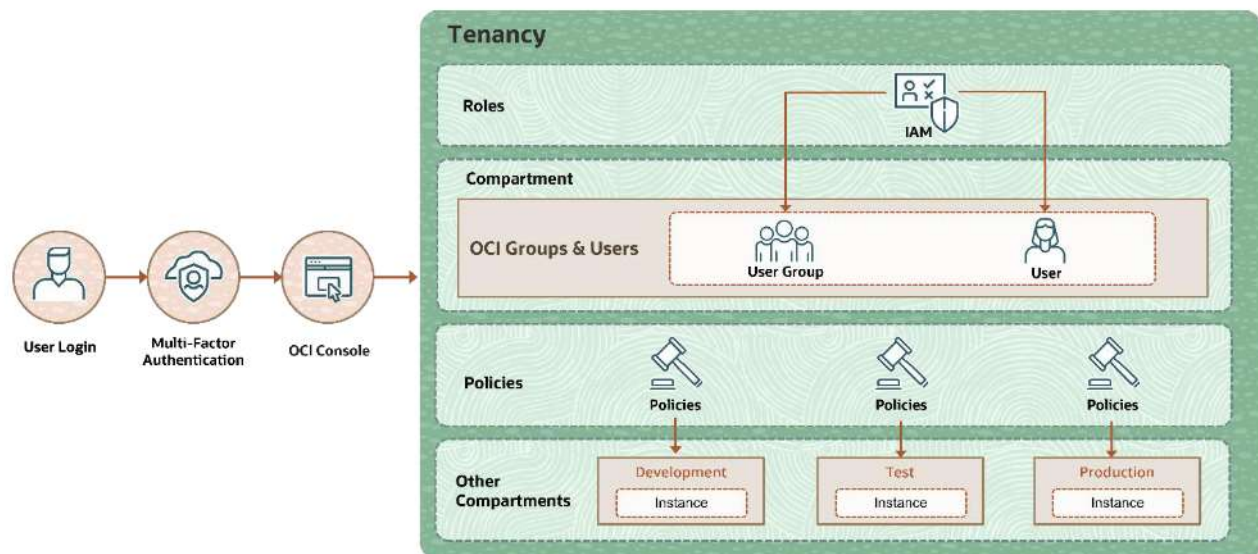 Tenancy
Roles
IAM
Compartment
OCI Groups & Users
User Group
User
User Login
Multi-Factor
Authentication
OCI Console
Policies
Policies
Policies
Policies
Other
Compartments
Development
Instance
Test
Instance
Production
Instance